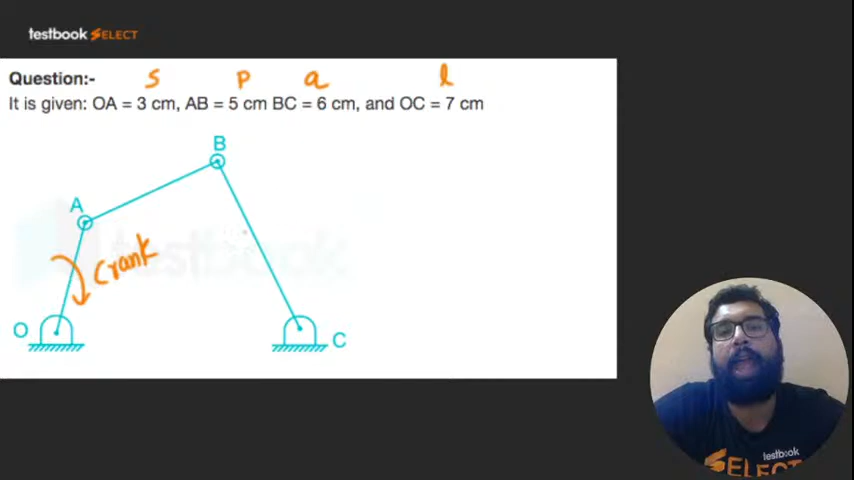 testbook SELECT
Question:- s p q l
It is given: OA = 3 cm, AB = 5 cm BC = 6 cm, and OC = 7 cm
B
A
Crank
testbook
O
C
testbook
SELECT